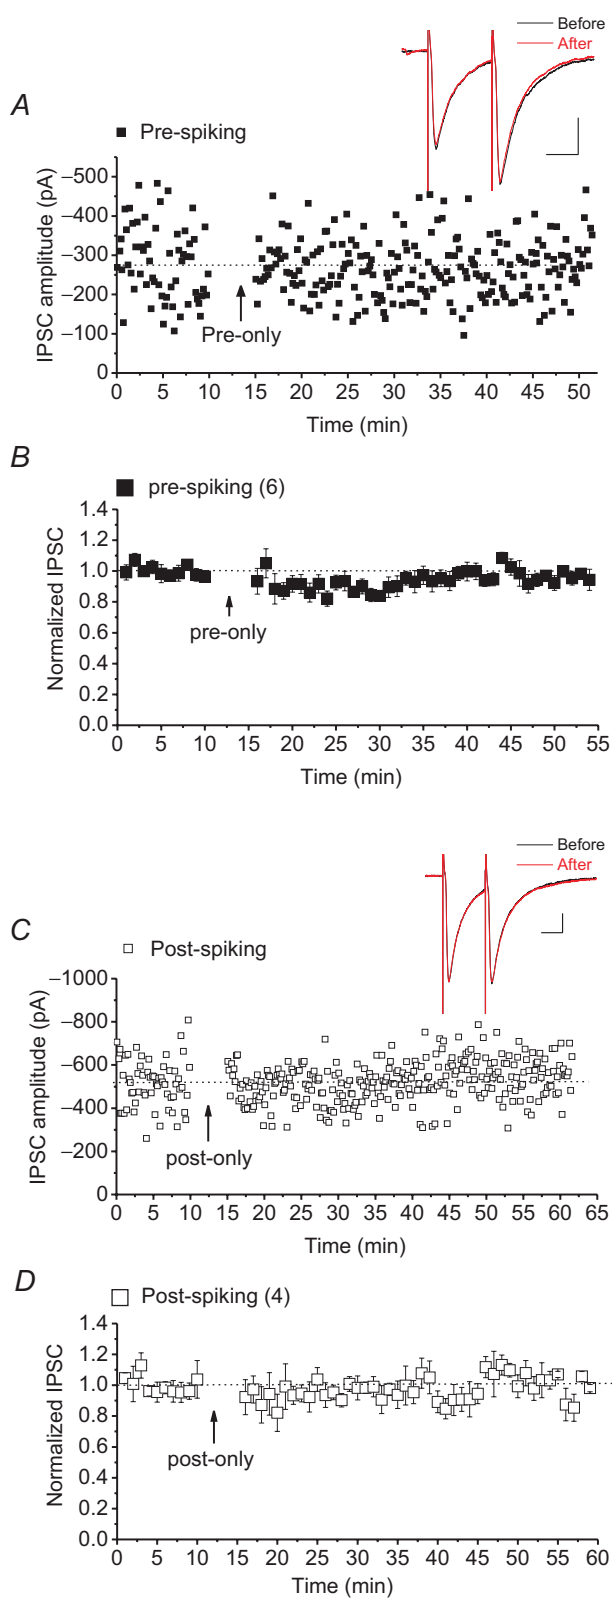 Before
After
A
Pre-spiking
IPSC amplitude (pA)
–500
–400
–300
–200
–100
0
Pre-only
0 5 10 15 20 25 30 35 40 45 50
Time (min)
B
pre-spiking (6)
Normalized IPSC
1.4
1.2
1.0
0.8
0.6
0.4
0.2
0.0
pre-only
0 5 10 15 20 25 30 35 40 45 50 55
Time (min)
Before
After
C
Post-spiking
IPSC amplitude (pA)
–1000
–800
–600
–400
–200
0
post-only
0 5 10 15 20 25 30 35 40 45 50 55 60 65
Time (min)
D
Post-spiking (4)
Normalized IPSC
1.4
1.2
1.0
0.8
0.6
0.4
0.2
0.0
post-only
0 5 10 15 20 25 30 35 40 45 50 55 60
Time (min)